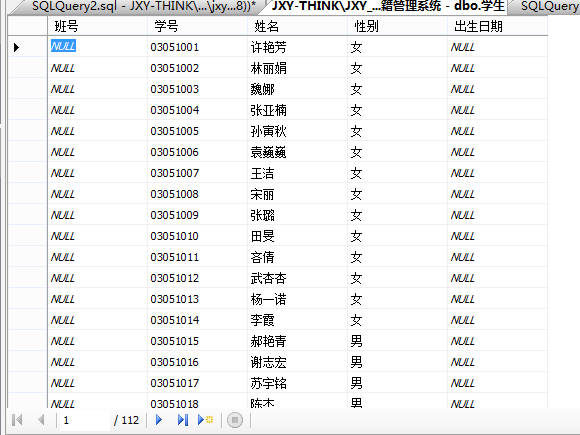 SQLQuery2.sql - JXY-THINK\...\jxy...8))* JXY-THINK\JXY_...箱管理系统 - dbo.学生 SQLQuery
班号 学号 姓名 性别 出生日期
NULL 03051001 许艳芳 女 NULL
NULL 03051002 林丽娟 女 NULL
NULL 03051003 魏娜 女 NULL
NULL 03051004 张亚楠 女 NULL
NULL 03051005 孙寅秋 女 NULL
NULL 03051006 袁巍巍 女 NULL
NULL 03051007 王洁 女 NULL
NULL 03051008 宋丽 女 NULL
NULL 03051009 张璐 女 NULL
NULL 03051010 田旻 女 NULL
NULL 03051011 容倩 女 NULL
NULL 03051012 武杏杏 女 NULL
NULL 03051013 杨一诺 女 NULL
NULL 03051014 李霞 女 NULL
NULL 03051015 郝艳青 男 NULL
NULL 03051016 谢志宏 男 NULL
NULL 03051017 苏宇铭 男 NULL
NULL 03051018 陈杰 男 NULL
1 / 112